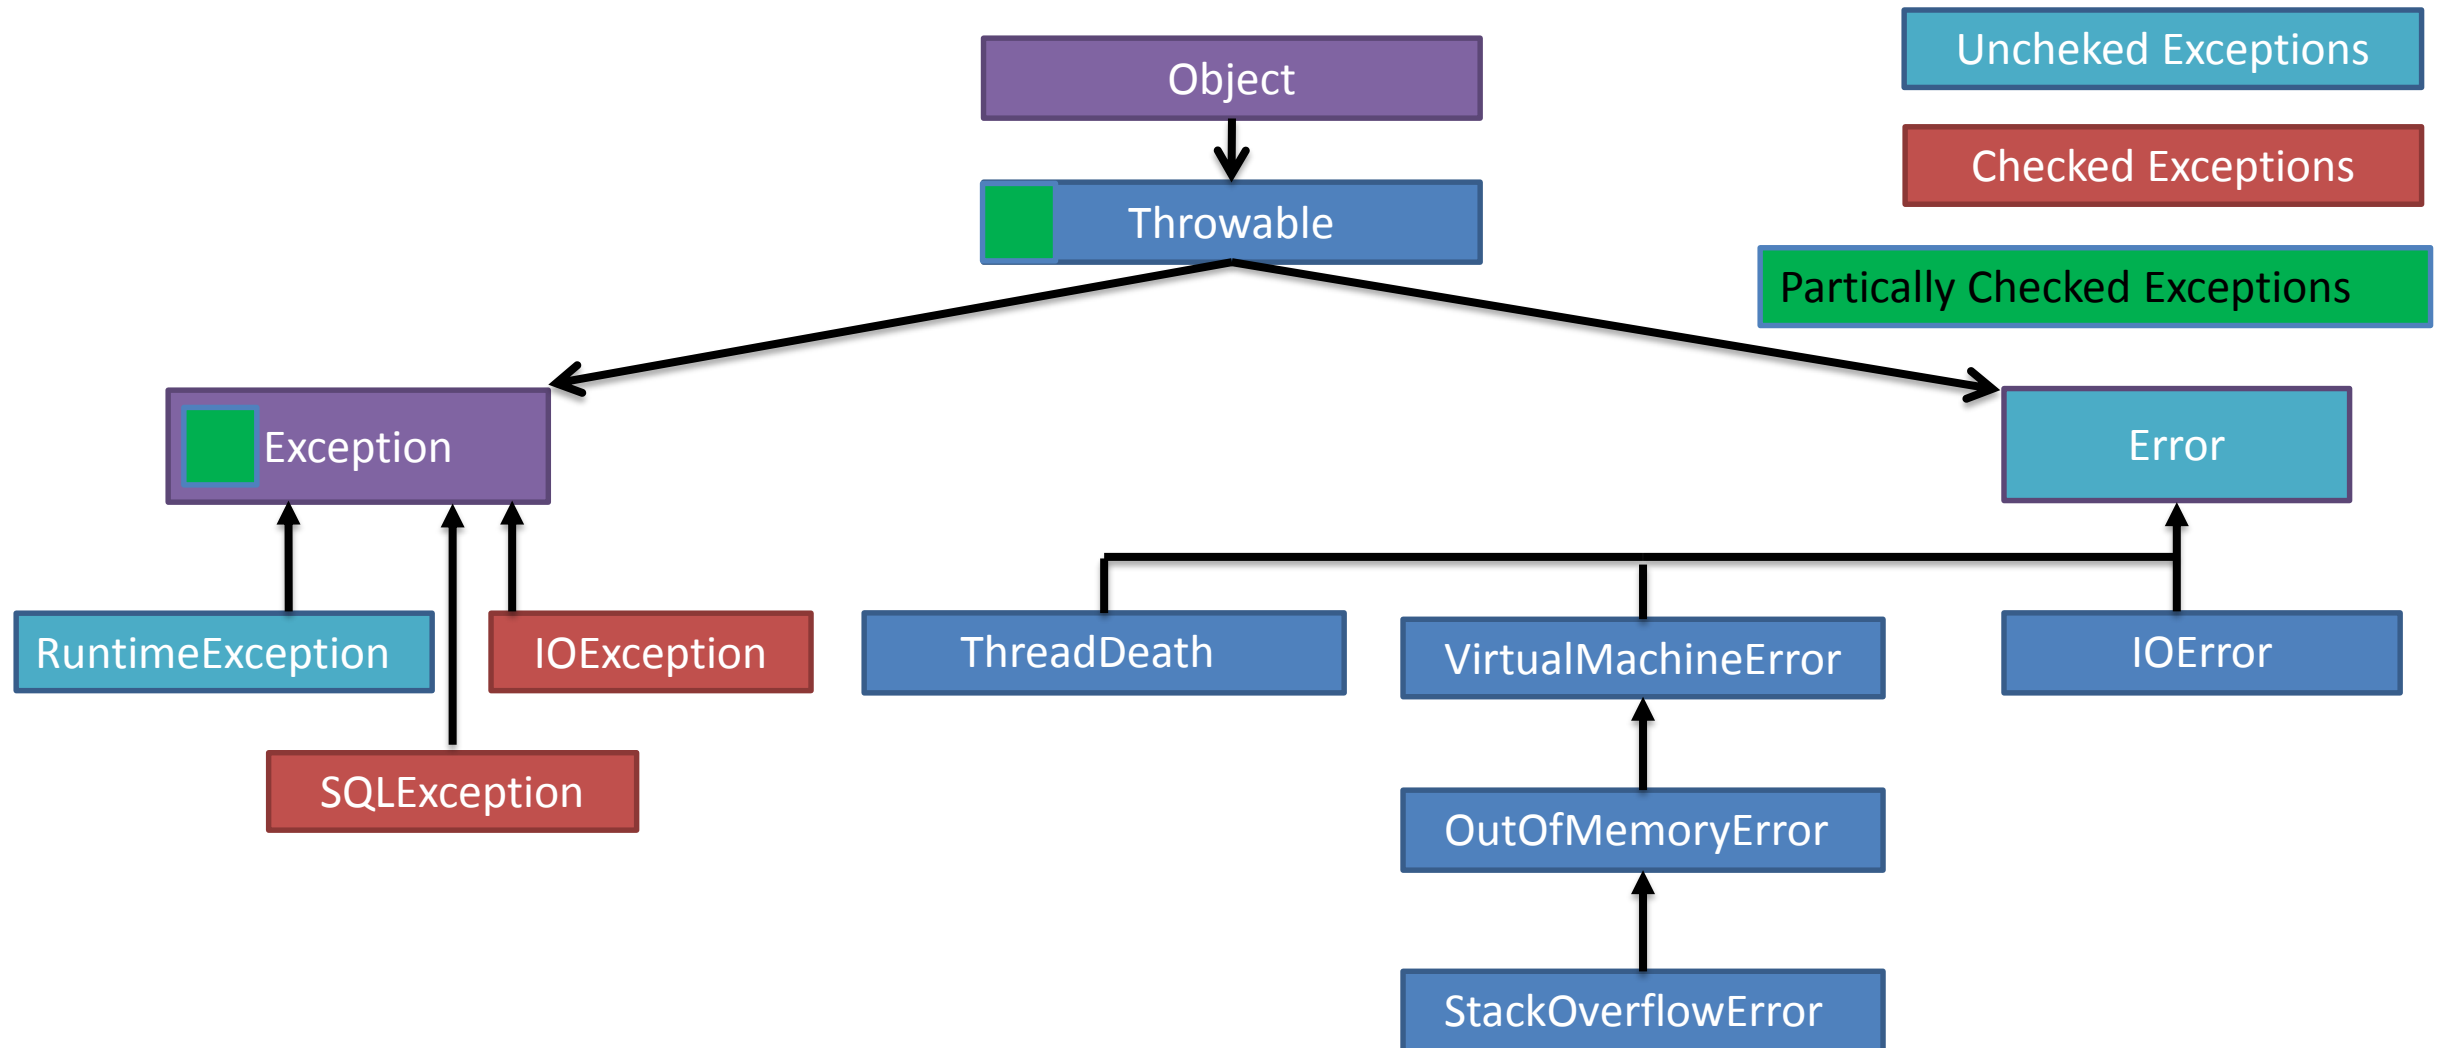 Uncheked Exceptions
Object
Checked Exceptions
Throwable
Partically Checked Exceptions
Exception
Error
RuntimeException
IOException
ThreadDeath
VirtualMachineError
IOError
SQLException
OutOfMemoryError
StackOverflowError